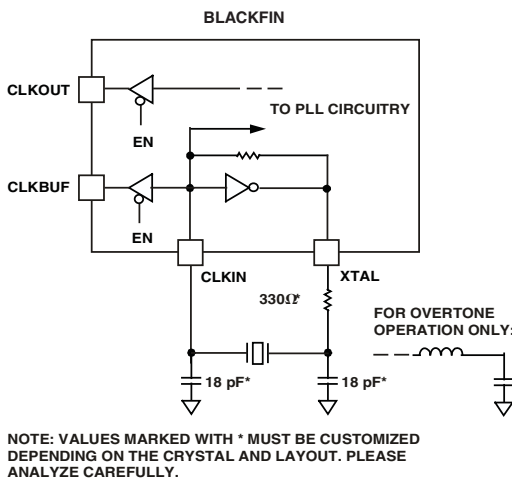 BLACKFIN
CLKOUT
TO PLL CIRCUITRY
EN
CLKBUF
EN
CLKIN
XTAL
330Ω*
FOR OVERTONE
OPERATION ONLY:
18 pF*
18 pF*
NOTE: VALUES MARKED WITH * MUST BE CUSTOMIZED
DEPENDING ON THE CRYSTAL AND LAYOUT. PLEASE
ANALYZE CAREFULLY.